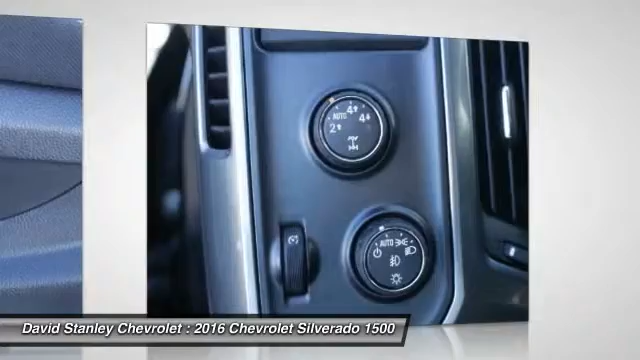 4↑
AUTO
4↓
2↑
AUTO
David Stanley Chevrolet : 2016 Chevrolet Silverado 1500